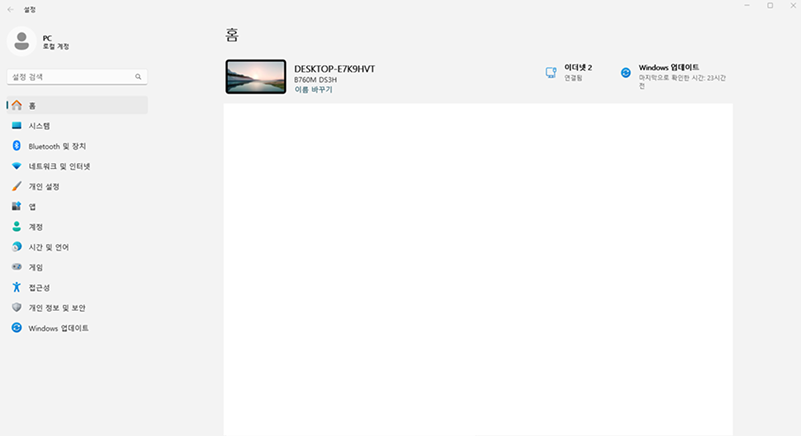 설정
PC
로컬 계정
설정 검색
홈
시스템
Bluetooth 및 장치
네트워크 및 인터넷
개인 설정
앱
계정
시간 및 언어
게임
접근성
개인 정보 및 보안
Windows 업데이트
홈
DESKTOP-E7K9HVT
B760M DS3H
이름 바꾸기
이더넷 2
연결됨
Windows 업데이트
마지막으로 확인한 시간: 23시간
전